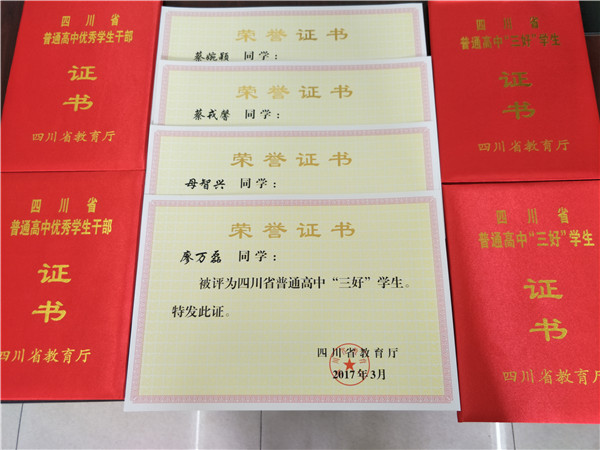 四川省
普通高中优秀学生干部
证
书
四川省教育厅
四川省
普通高中优秀学生干部
证
书
四川省教育厅
荣誉证书
蔡婉颖 同学：
荣誉证书
蔡戎馨 同学：
荣誉证书
母智兴 同学：
荣誉证书
廖万磊 同学：
被评为四川省普通高中“三好”学生。
特发此证。
四川省教育厅
2017年3月
四川省
普通高中“三好”学生
证
书
四川省教育厅
四川省
普通高中“三好”学生
证
书
四川省教育厅